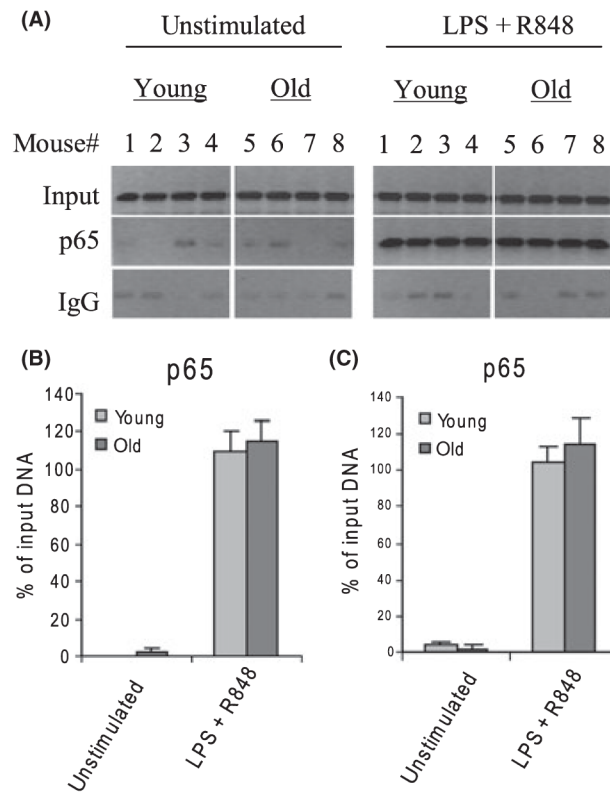 (A)
Unstimulated LPS + R848
Young Old Young Old
Mouse# 1 2 3 4 5 6 7 8 1 2 3 4 5 6 7 8
Input
p65
IgG
(B)
p65
% of input DNA
140
120
100
80
60
40
20
0
Young
Old
Unstimulated
LPS + R848
(C)
p65
% of input DNA
140
120
100
80
60
40
20
0
Young
Old
Unstimulated
LPS + R848